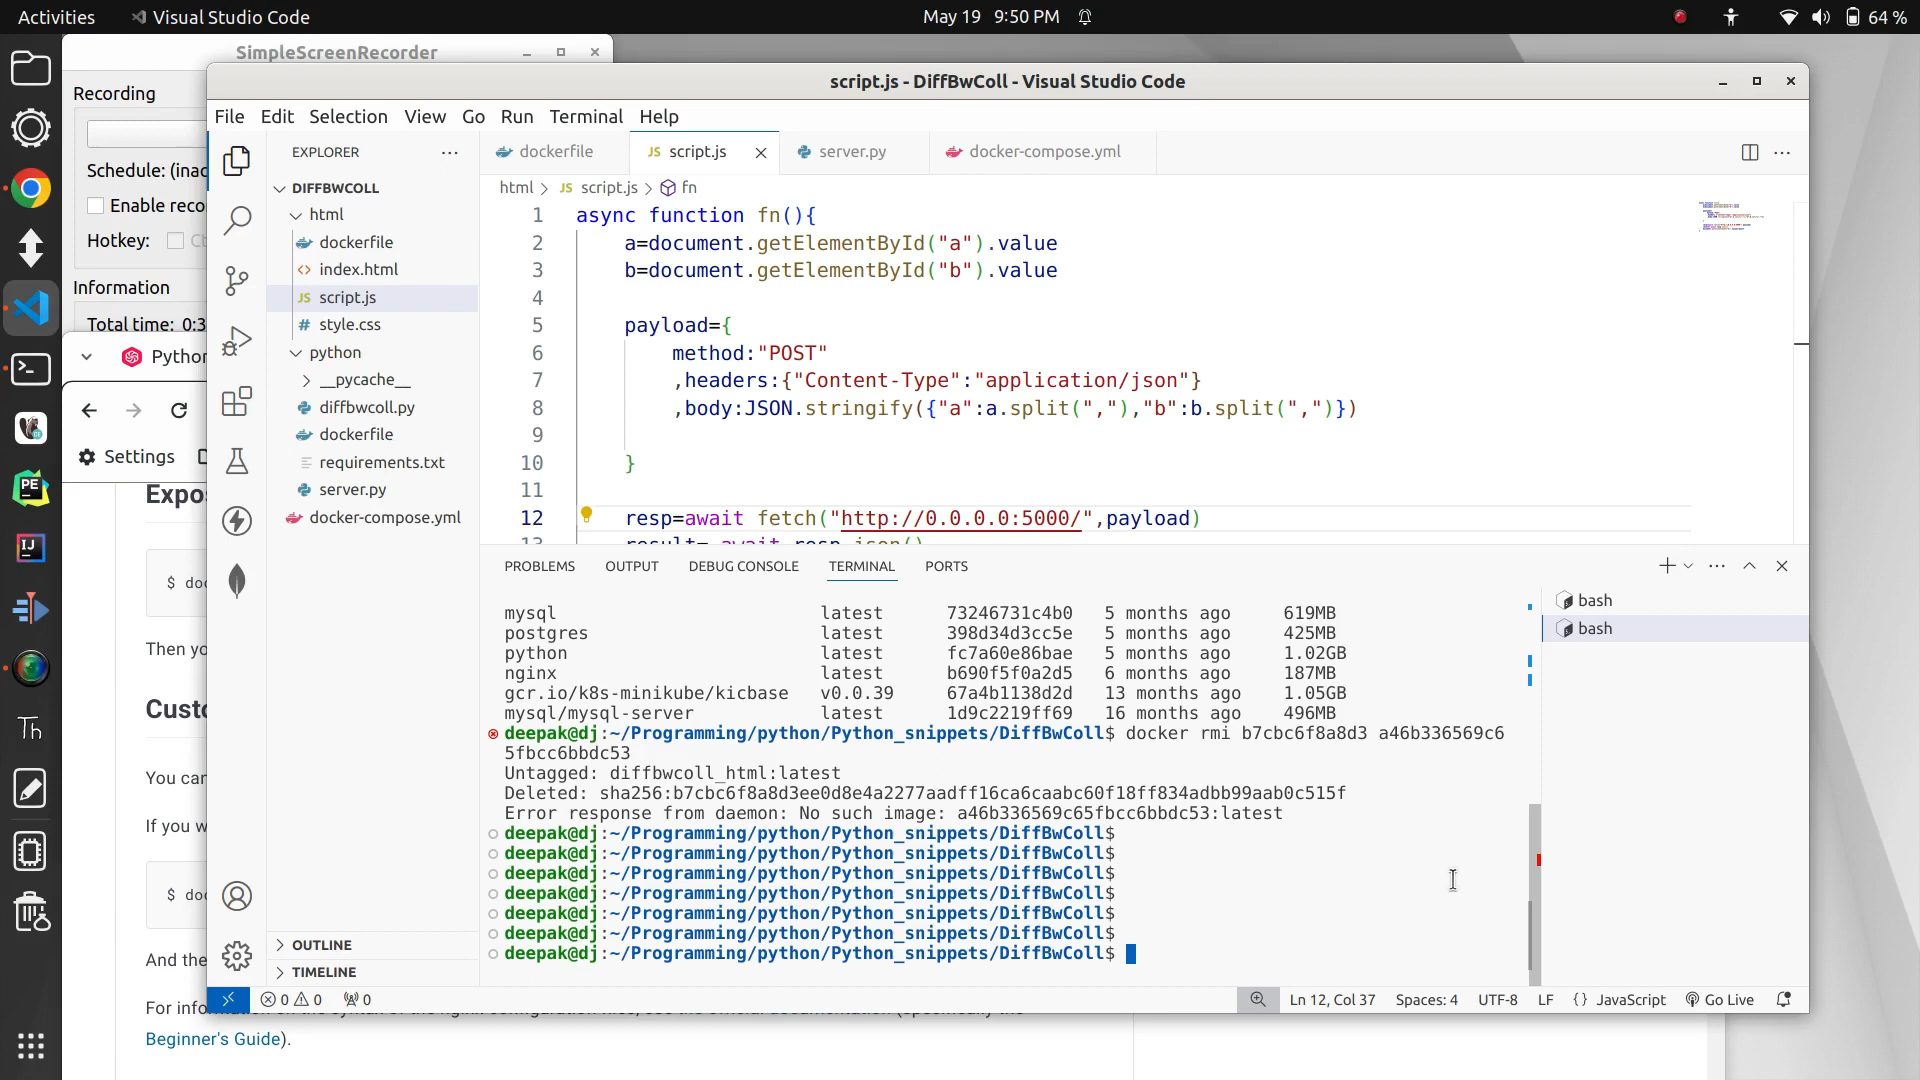 Activities
Visual Studio Code
May 19 9:50 PM
64 %
SimpleScreenRecorder
Recording
Schedule: (inac
Enable reco
Hotkey:
Information
Total time: 0:3
Python
Settings
Expos
$ doc
Then yo
Custo
You can
If you w
$ doc
And the
For info
Beginner's Guide).
script.js - DiffBwColl - Visual Studio Code
File Edit Selection View Go Run Terminal Help
EXPLORER
DIFFBWCOLL
html
dockerfile
index.html
JS script.js
# style.css
python
__pycache__
diffbwcoll.py
dockerfile
requirements.txt
server.py
docker-compose.yml
OUTLINE
TIMELINE
dockerfile
JS script.js
server.py
docker-compose.yml
html > JS script.js > fn
1 async function fn(){
2 a=document.getElementById("a").value
3 b=document.getElementById("b").value
4
5 payload={
6 method:"POST"
7 ,headers:{"Content-Type":"application/json"}
8 ,body:JSON.stringify({"a":a.split(","),"b":b.split(",")})
9
10 }
11
12 resp=await fetch("http://0.0.0.0:5000/",payload)
13 result= await resp.json()
PROBLEMS OUTPUT DEBUG CONSOLE TERMINAL PORTS
mysql latest 73246731c4b0 5 months ago 619MB
postgres latest 398d34d3cc5e 5 months ago 425MB
python latest fc7a60e86bae 5 months ago 1.02GB
nginx latest b690f5f0a2d5 6 months ago 187MB
gcr.io/k8s-minikube/kicbase v0.0.39 67a4b1138d2d 13 months ago 1.05GB
mysql/mysql-server latest 1d9c2219ff69 16 months ago 496MB
deepak@dj:~/Programming/python/Python_snippets/DiffBwColl$ docker rmi b7cbc6f8a8d3 a46b336569c6
5fbcc6bbdc53
Untagged: diffbwcoll_html:latest
Deleted: sha256:b7cbc6f8a8d3ee0d8e4a2277aadff16ca6caabc60f18ff834adbb99aab0c515f
Error response from daemon: No such image: a46b336569c65fbcc6bbdc53:latest
deepak@dj:~/Programming/python/Python_snippets/DiffBwColl$
deepak@dj:~/Programming/python/Python_snippets/DiffBwColl$
deepak@dj:~/Programming/python/Python_snippets/DiffBwColl$
deepak@dj:~/Programming/python/Python_snippets/DiffBwColl$
deepak@dj:~/Programming/python/Python_snippets/DiffBwColl$
deepak@dj:~/Programming/python/Python_snippets/DiffBwColl$
deepak@dj:~/Programming/python/Python_snippets/DiffBwColl$
bash
bash
0 0 0
Ln 12, Col 37 Spaces: 4 UTF-8 LF {} JavaScript Go Live